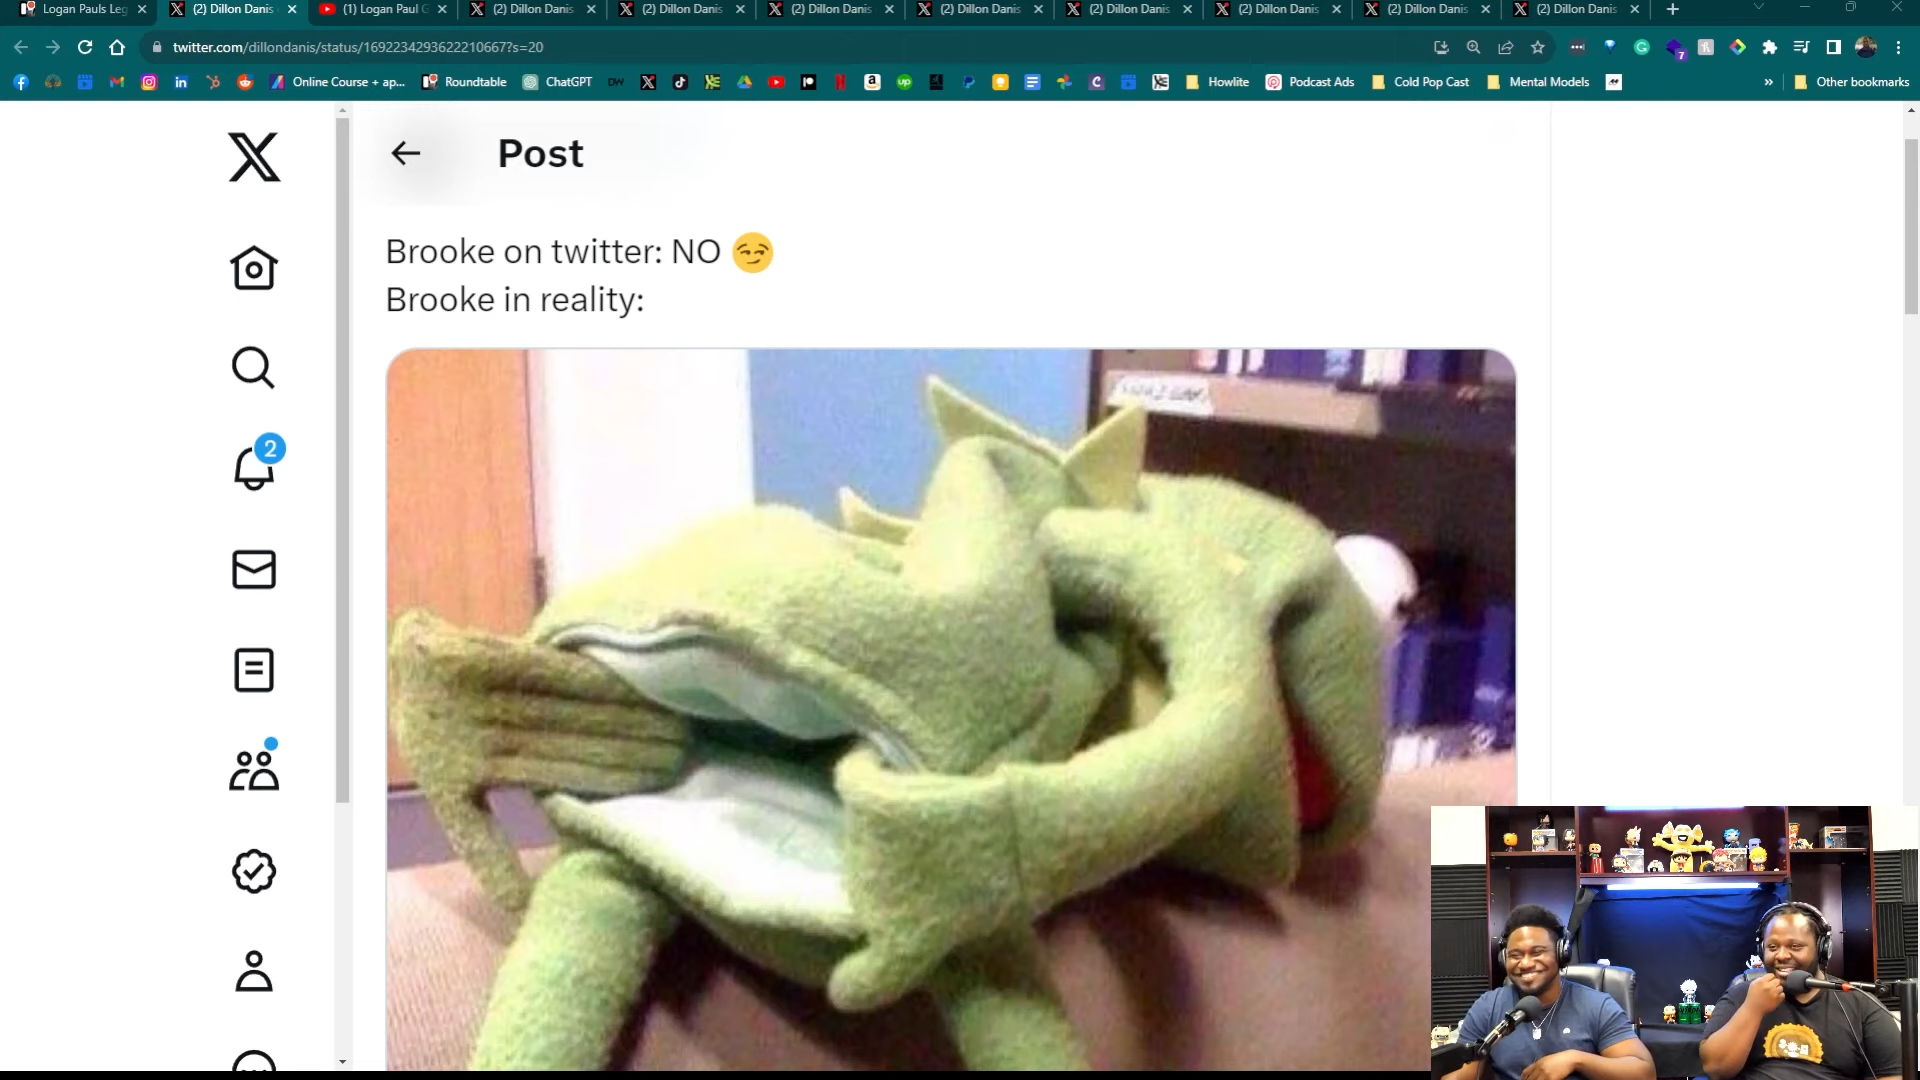 Logan Pauls Leg
(2) Dillon Danis
(1) Logan Paul G
(2) Dillon Danis
(2) Dillon Danis
(2) Dillon Danis
(2) Dillon Danis
(2) Dillon Danis
(2) Dillon Danis
(2) Dillon Danis
(2) Dillon Danis
twitter.com/dillondanis/status/1692234293622210667?s=20
7
Online Course + ap...
Roundtable
ChatGPT
DW
Howlite
Podcast Ads
Cold Pop Cast
Mental Models
»
Other bookmarks
Post
Brooke on twitter: NO 😏
Brooke in reality:
2